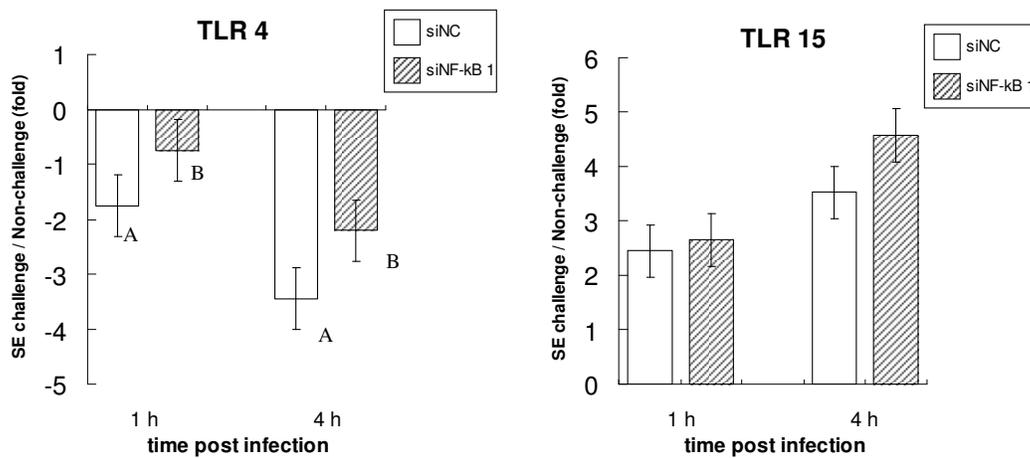 TLR 4
siNC
siNF-kB 1
SE challenge / Non-challenge (fold)
1
0
-1
-2
-3
-4
-5
A
B
A
B
1 h
4 h
time post infection
TLR 15
siNC
siNF-kB 1
SE challenge / Non-challenge (fold)
6
5
4
3
2
1
0
1 h
4 h
time post infection